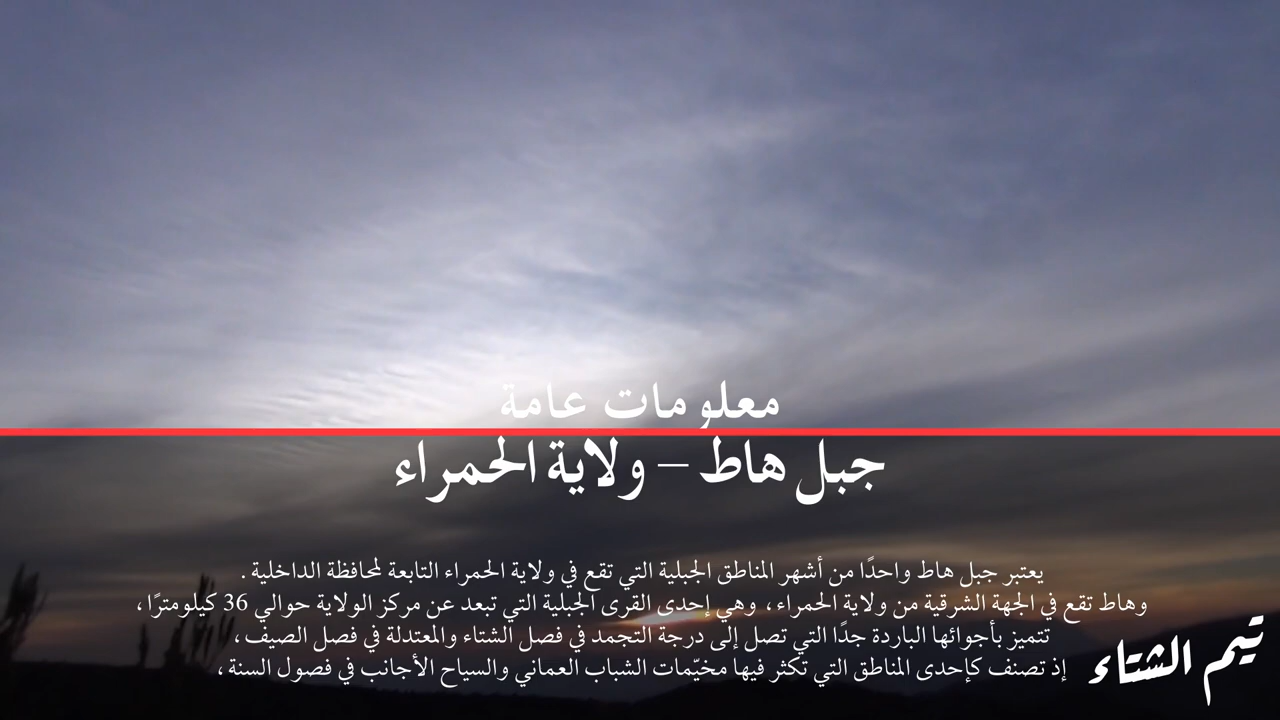 معلومات عامة
جبل هاط – ولاية الحمراء
يعتبر جبل هاط واحدًا من أشهر المناطق الجبلية التي تقع في ولاية الحمراء التابعة لمحافظة الداخلية .
وهاط تقع في الجهة الشرقية من ولاية الحمراء ، وهي إحدى القرى الجبلية التي تبعد عن مركز الولاية حوالي 36 كيلومترًا ،
تتميز بأجوائها الباردة جدًا التي تصل إلى درجة التجمد في فصل الشتاء والمعتدلة في فصل الصيف ،
إذ تصنف كإحدى المناطق التي تكثر فيها مخيّمات الشباب العماني والسياح الأجانب في فصول السنة ،
تيم الشتاء